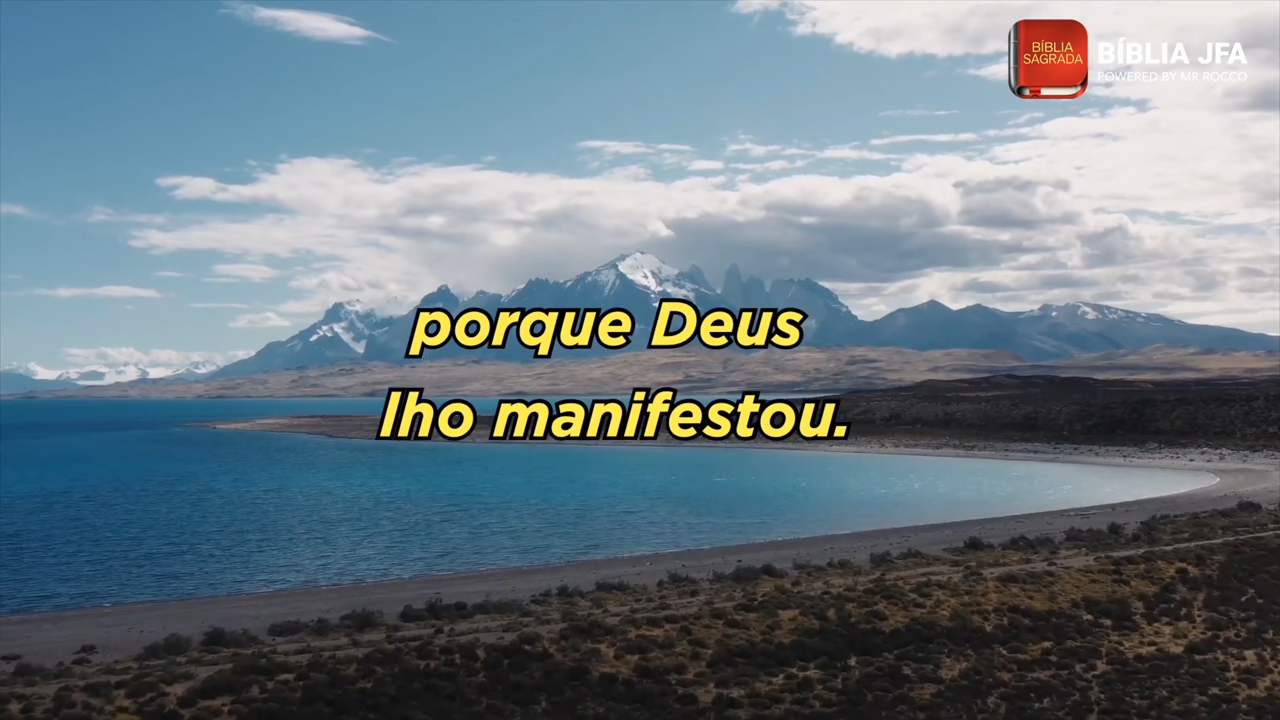 BÍBLIA
SAGRADA
BÍBLIA JFA
POWERED BY MR ROCCO
porque Deus
lho manifestou.